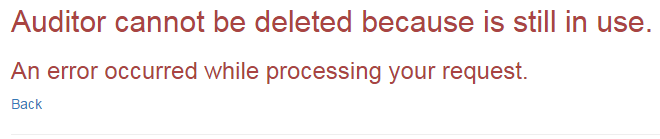 Auditor cannot be deleted because is still in use.
An error occurred while processing your request.
Back